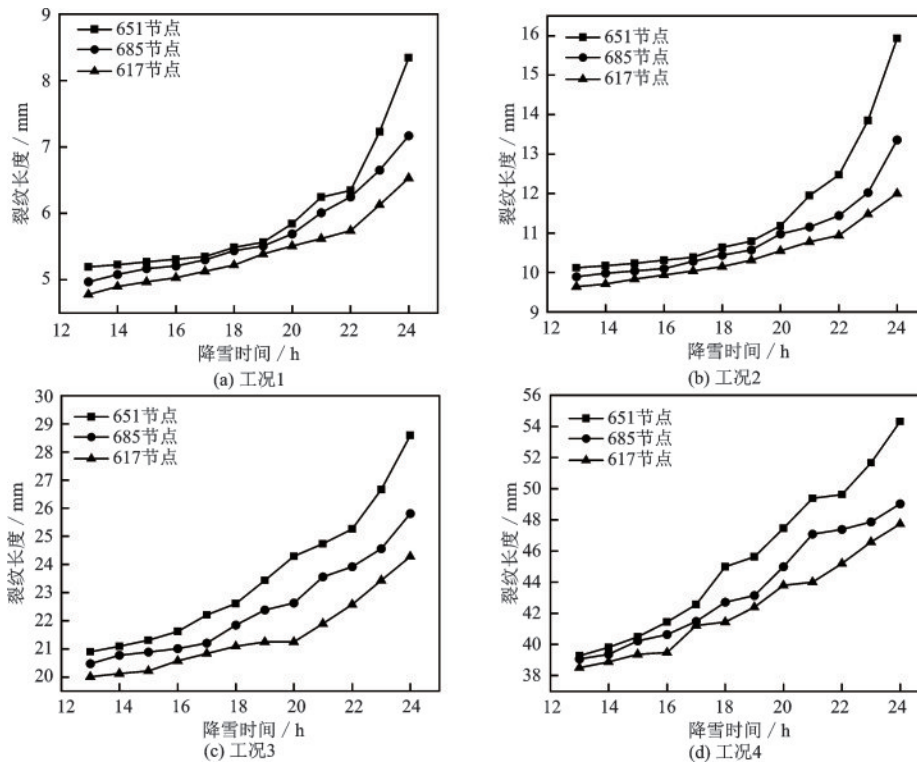 9
8
7
6
5
裂纹长度 / mm
651节点
685节点
617节点
12 14 16 18 20 22 24
降雪时间 / h
(a) 工况1
16
15
14
13
12
11
10
9
裂纹长度 / mm
651节点
685节点
617节点
12 14 16 18 20 22 24
降雪时间 / h
(b) 工况2
30
29
28
27
26
25
24
23
22
21
20
裂纹长度 / mm
651节点
685节点
617节点
12 14 16 18 20 22 24
降雪时间 / h
(c) 工况3
56
54
52
50
48
46
44
42
40
38
裂纹长度 / mm
651节点
685节点
617节点
12 14 16 18 20 22 24
降雪时间 / h
(d) 工况4